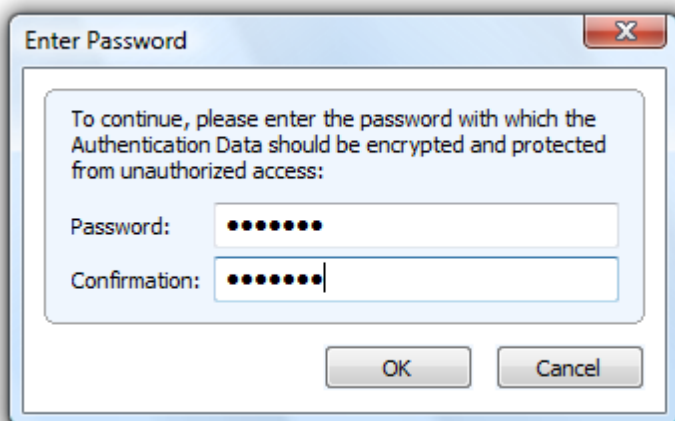 Enter Password
To continue, please enter the password with which the
Authentication Data should be encrypted and protected
from unauthorized access:
Password: •••••••
Confirmation: •••••••
OK Cancel